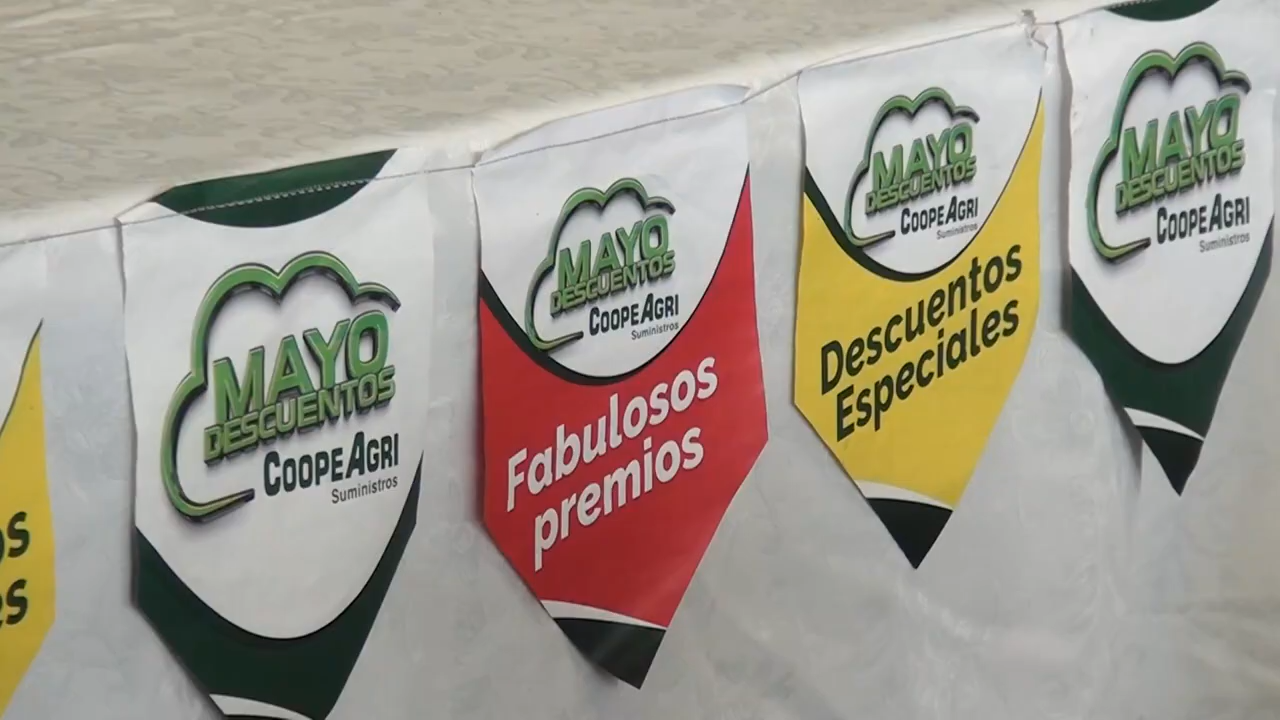 MAYO
DESCUENTOS
COOPEAGRI
Suministros
MAYO
DESCUENTOS
COOPEAGRI
Suministros
Fabulosos
premios
MAYO
DESCUENTOS
COOPEAGRI
Suministros
Descuentos
Especiales
MAYO
DESCUENTOS
COOPEAGRI
Suministros